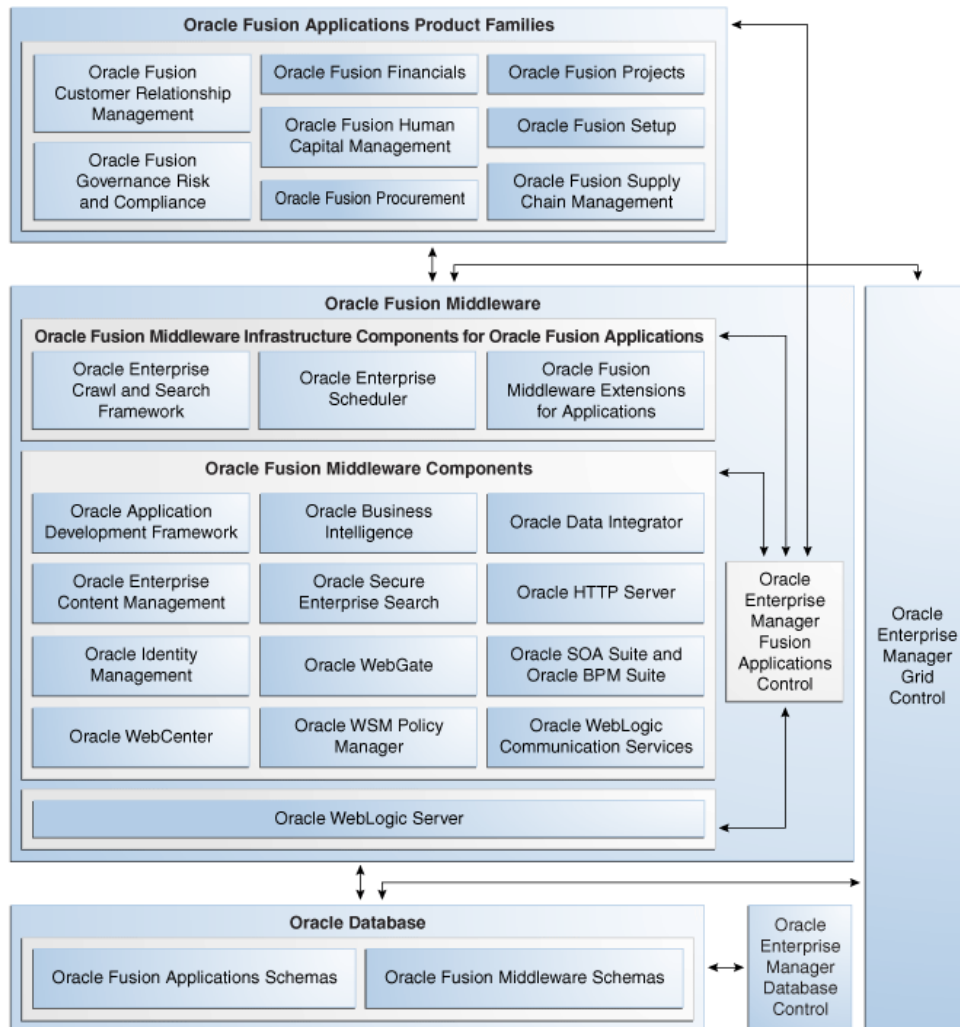 Oracle Fusion Applications Product Families
Oracle Fusion
Customer Relationship
Management
Oracle Fusion Financials
Oracle Fusion Projects
Oracle Fusion Human
Capital Management
Oracle Fusion Setup
Oracle Fusion
Governance Risk
and Compliance
Oracle Fusion Procurement
Oracle Fusion Supply
Chain Management
Oracle Fusion Middleware
Oracle Fusion Middleware Infrastructure Components for Oracle Fusion Applications
Oracle Enterprise
Crawl and Search
Framework
Oracle Enterprise
Scheduler
Oracle Fusion
Middleware Extensions
for Applications
Oracle Fusion Middleware Components
Oracle Application
Development Framework
Oracle Business
Intelligence
Oracle Data Integrator
Oracle Enterprise
Content Management
Oracle Secure
Enterprise Search
Oracle HTTP Server
Oracle Identity
Management
Oracle WebGate
Oracle SOA Suite and
Oracle BPM Suite
Oracle WebCenter
Oracle WSM Policy
Manager
Oracle WebLogic
Communication Services
Oracle WebLogic Server
Oracle
Enterprise
Manager
Fusion
Applications
Control
Oracle
Enterprise
Manager
Grid
Control
Oracle Database
Oracle Fusion Applications Schemas
Oracle Fusion Middleware Schemas
Oracle
Enterprise
Manager
Database
Control